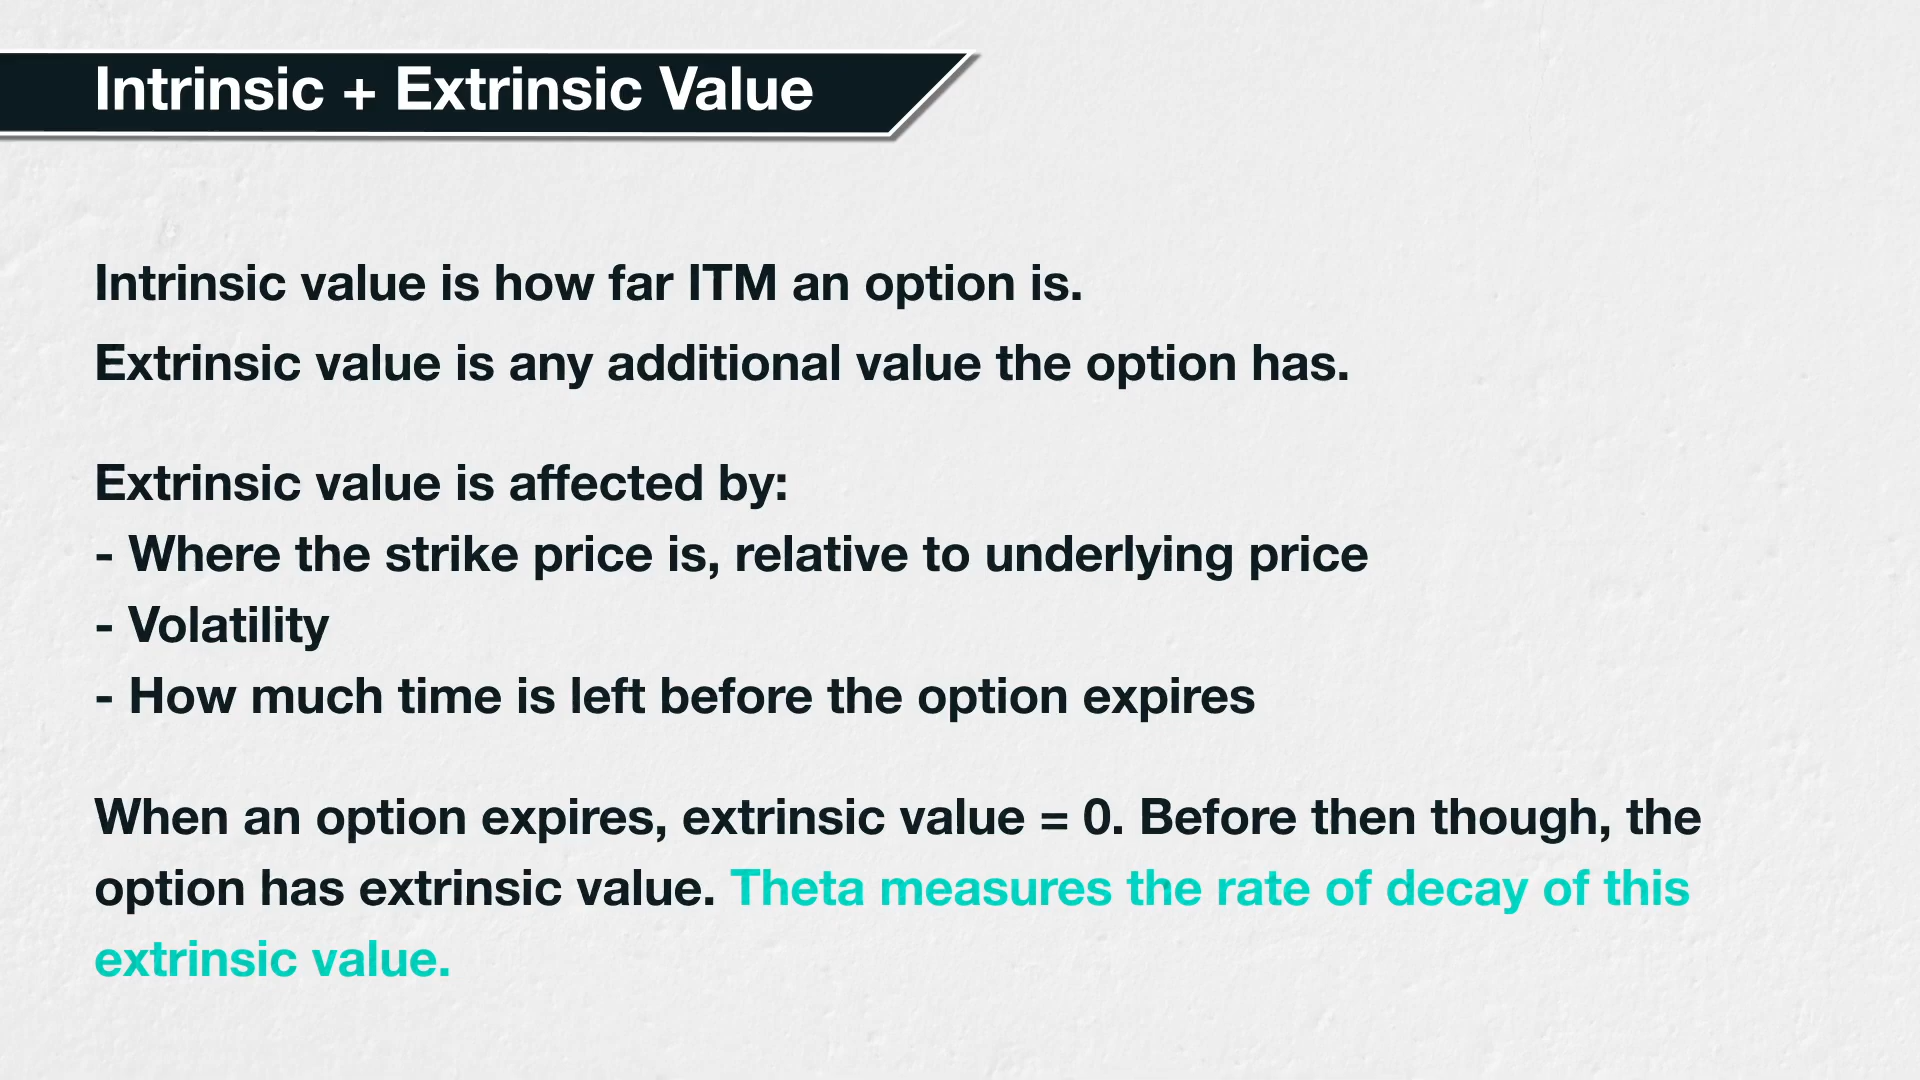 Intrinsic + Extrinsic Value
Intrinsic value is how far ITM an option is.
Extrinsic value is any additional value the option has.
Extrinsic value is affected by:
- Where the strike price is, relative to underlying price
- Volatility
- How much time is left before the option expires
When an option expires, extrinsic value = 0. Before then though, the
option has extrinsic value. Theta measures the rate of decay of this
extrinsic value.